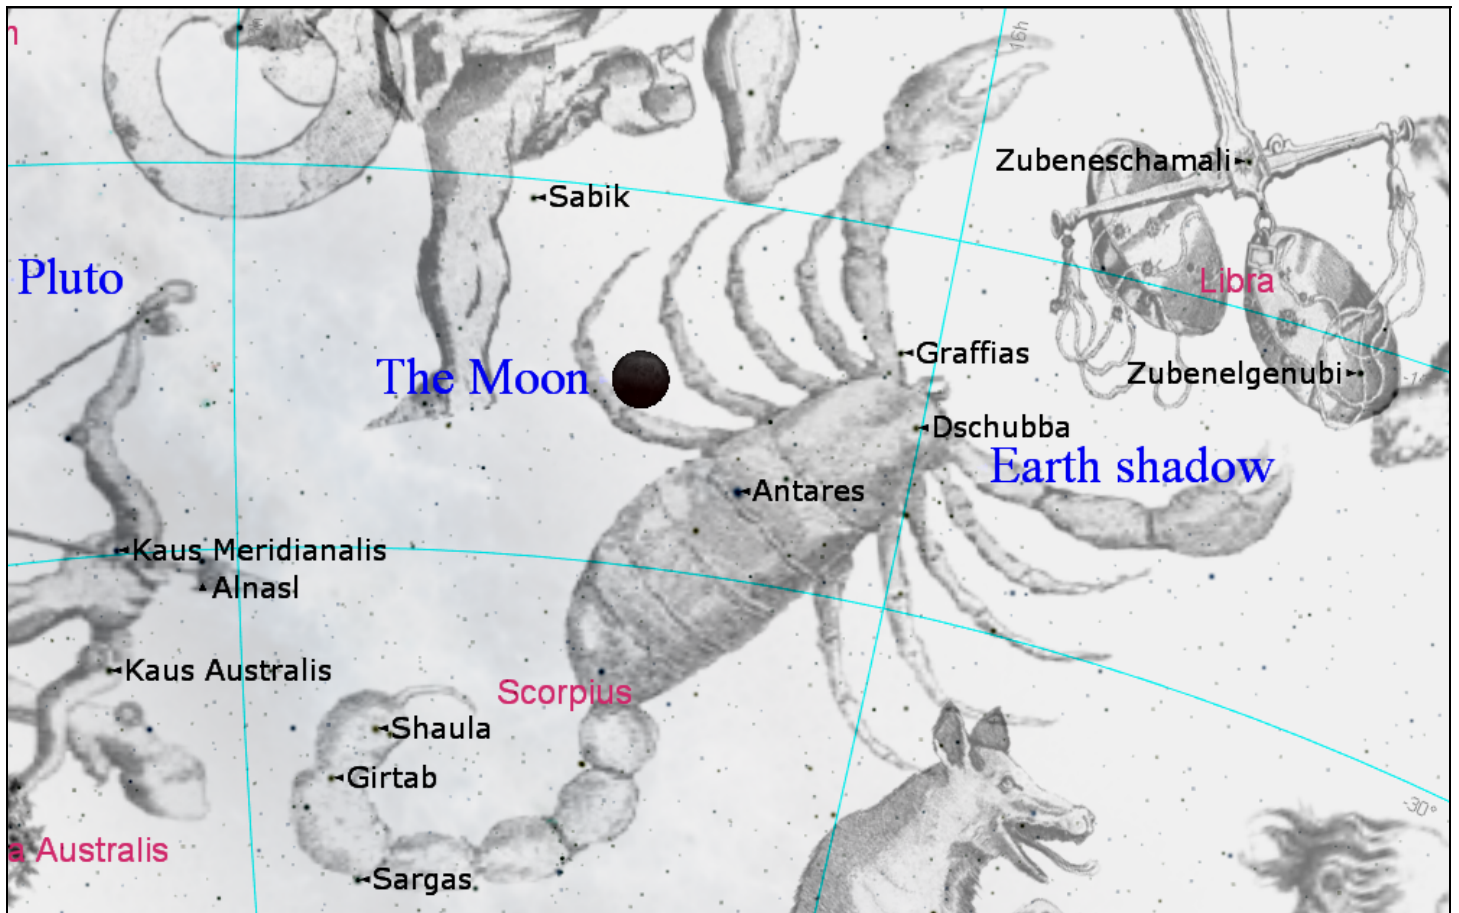 n
16h
Zubeneschamali
Sabik
Pluto
Libra
Graffias
The Moon
Zubenelgenubi
Dschubba
Earth shadow
Antares
Kaus Meridianalis
Alnasl
Kaus Australis
Scorpius
Shaula
Girtab
-30°
a Australis
Sargas